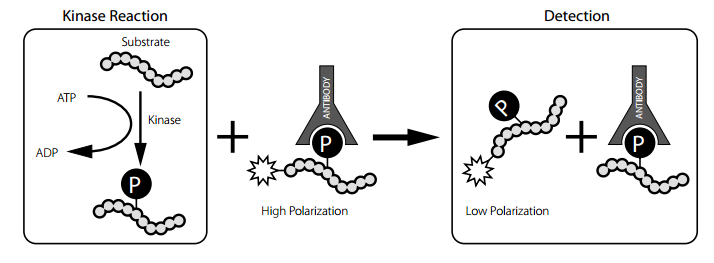 Kinase Reaction
Substrate
ATP
Kinase
ADP
P
+
ANTIBODY
P
High Polarization
Detection
P
Low Polarization
+
ANTIBODY
P